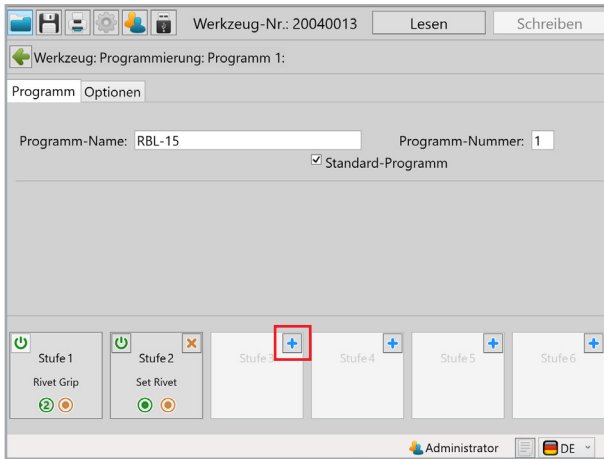 Werkzeug-Nr.: 20040013 Lesen Schreiben
Werkzeug: Programmierung: Programm 1:
Programm Optionen
Programm-Name: RBL-15 Programm-Nummer: 1
Standard-Programm
Stufe 1 Stufe 2 Stufe 3 Stufe 4 Stufe 5 Stufe 6
Rivet Grip Set Rivet
2
Administrator DE